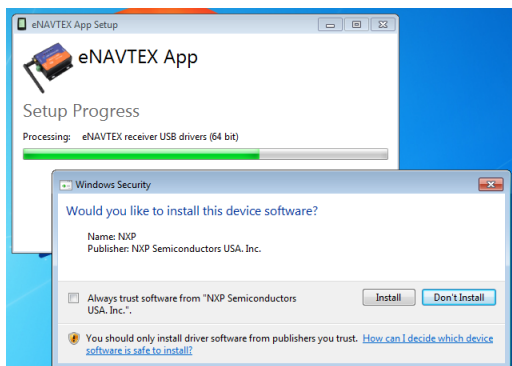 eNAVTEX App Setup
eNAVTEX App
Setup Progress
Processing: eNAVTEX receiver USB drivers (64 bit)
Windows Security
Would you like to install this device software?
Name: NXP
Publisher: NXP Semiconductors USA. Inc.
Always trust software from "NXP Semiconductors
USA. Inc.".
Install
Don't Install
You should only install driver software from publishers you trust. How can I decide which device
software is safe to install?